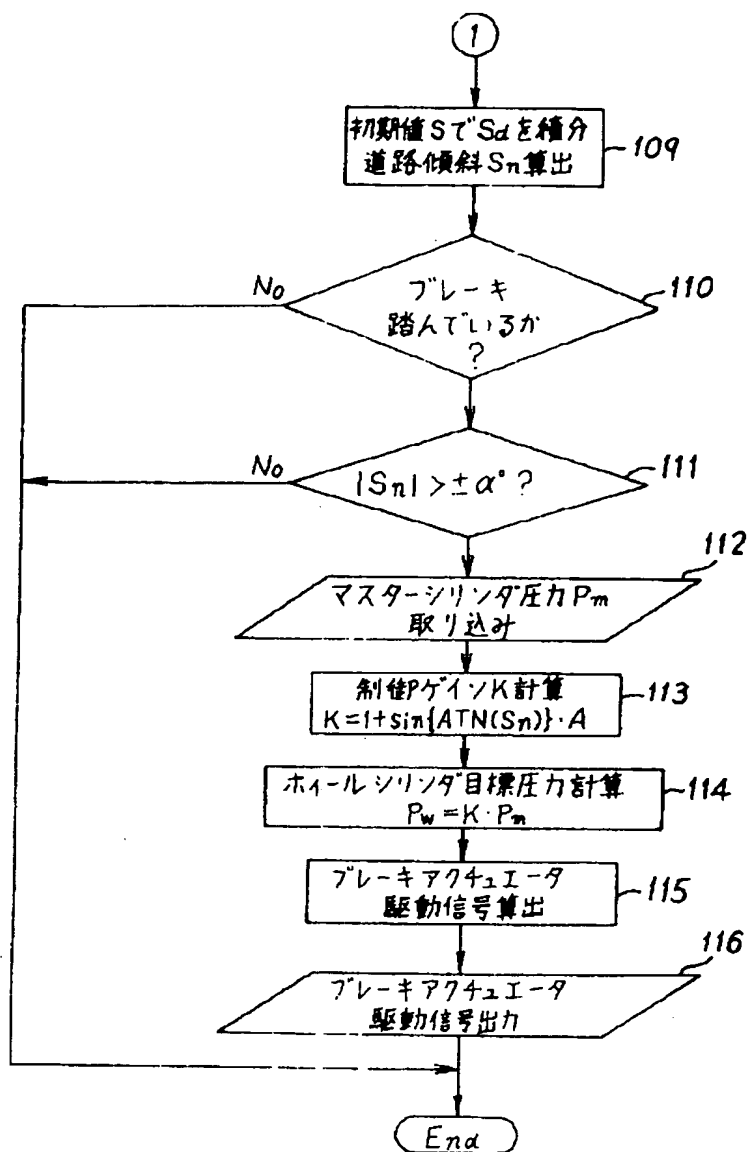 1
初期値SでSdを積分
道路傾斜Sn算出
109
No
ブレーキ
踏んでいるか
?
110
No
|Sn|>±α°?
111
112
マスターシリンダ圧力Pm
取り込み
制御Pゲイン K計算
K=1+sin{ATN(Sn)}・A
113
ホィールシリンダ目標圧力計算
Pw=K・Pm
114
ブレーキアクチュエータ
駆動信号算出
115
116
ブレーキアクチュエータ
駆動信号出力
End